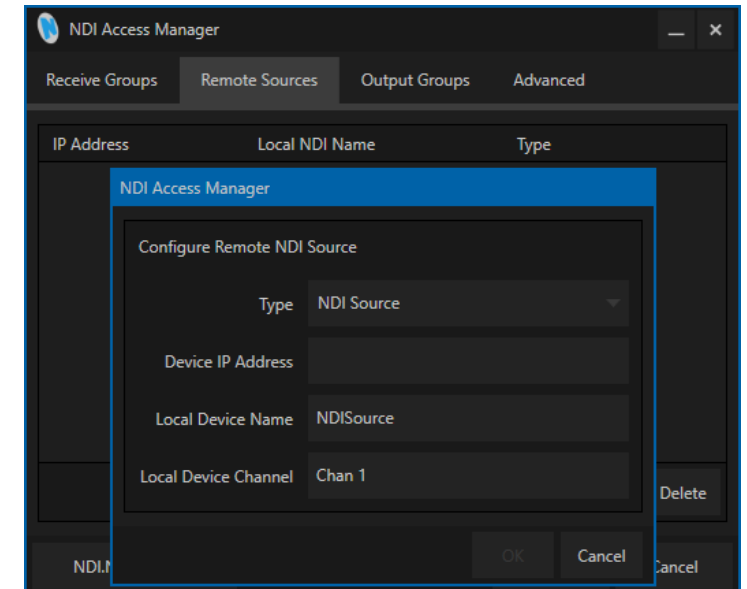 NDI Access Manager
Receive Groups Remote Sources Output Groups Advanced
IP Address Local NDI Name Type
NDI Access Manager
Configure Remote NDI Source
Type NDI Source
Device IP Address
Local Device Name NDISource
Local Device Channel Chan 1
Delete
OK Cancel
Cancel